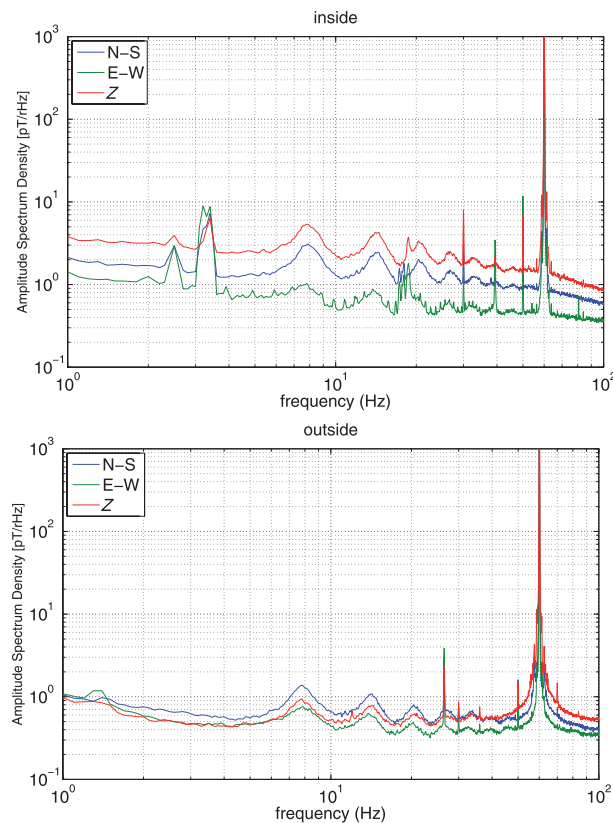 inside
Amplitude Spectrum Density [pT/rHz]
10^3
10^2
10^1
10^0
10^-1
N-S
E-W
Z
10^0
10^1
10^2
frequency (Hz)
outside
Amplitude Spectrum Density [pT/rHz]
10^3
10^2
10^1
10^0
10^-1
N-S
E-W
Z
10^0
10^1
10^2
frequency (Hz)